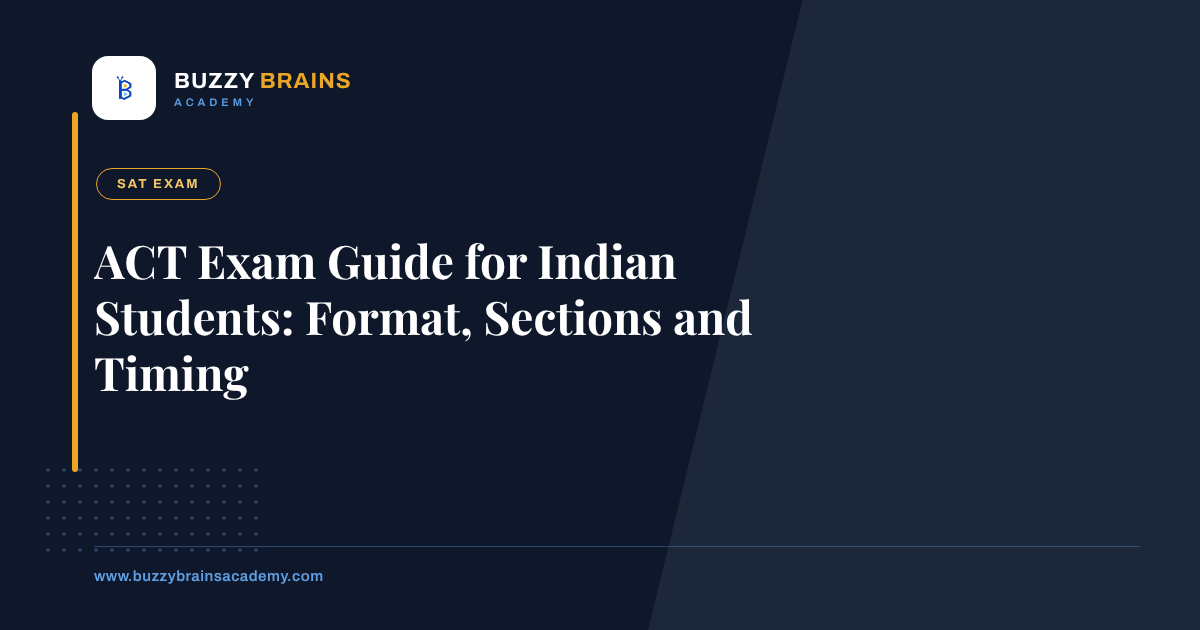 BUZZY BRAINS
ACADEMY
SAT EXAM
ACT Exam Guide for Indian
Students: Format, Sections and
Timing
www.buzzybrainsacademy.com